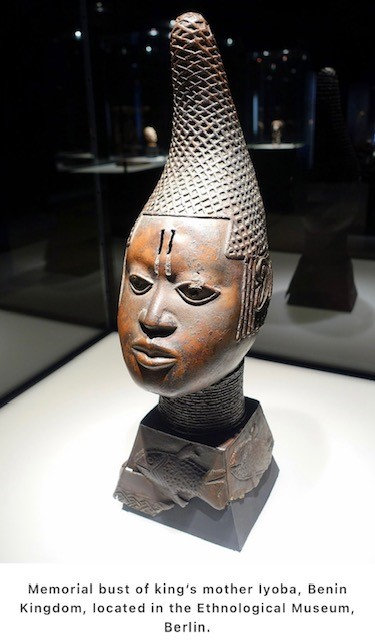 Memorial bust of king's mother Iyoba, Benin
Kingdom, located in the Ethnological Museum,
Berlin.